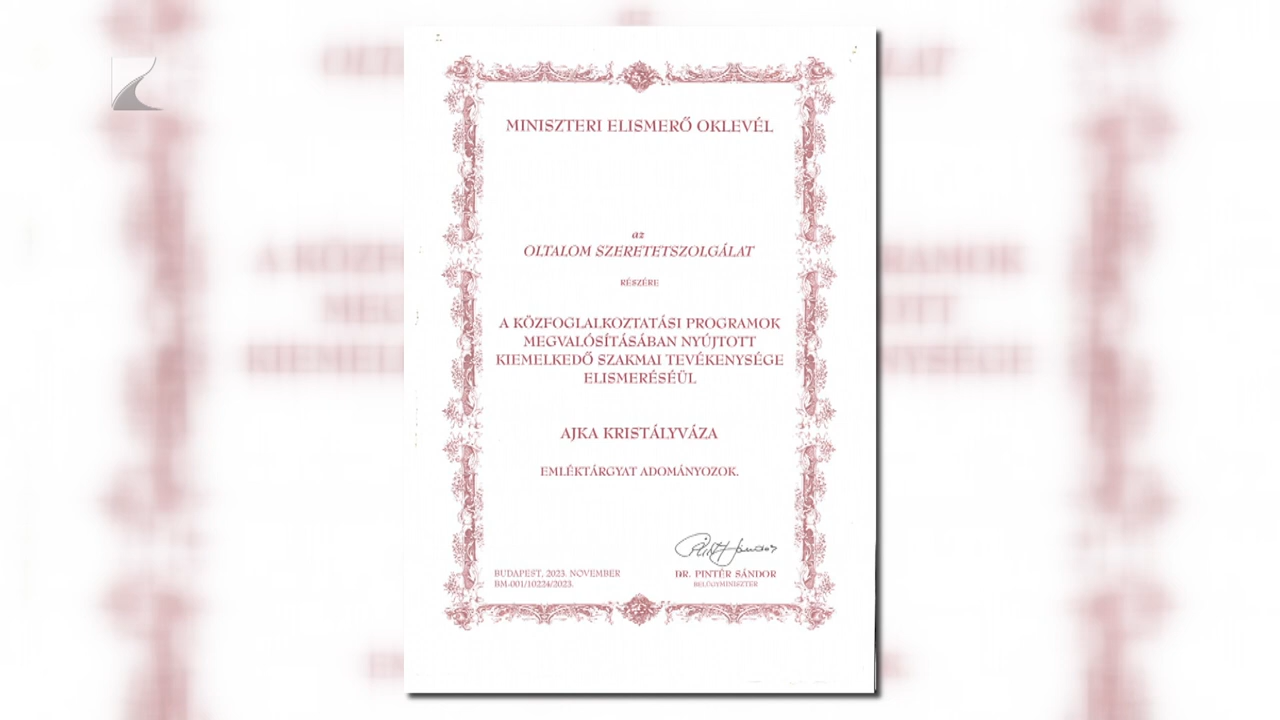 MINISZTERI ELISMERŐ OKLEVÉL
az
OLTALOM SZERETETSZOLGÁLAT
RÉSZÉRE
A KÖZFOGLALKOZTATÁSI PROGRAMOK
MEGVALÓSÍTÁSÁBAN NYÚJTOTT
KIEMELKEDŐ SZAKMAI TEVÉKENYSÉGE
ELISMERÉSÉÜL
AJKA KRISTÁLYVÁZA
EMLÉKTÁRGYAT ADOMÁNYOZOK.
BUDAPEST, 2023. NOVEMBER
BM-001/10224/2023.
DR. PINTÉR SÁNDOR
BELÜGYMINISZTER